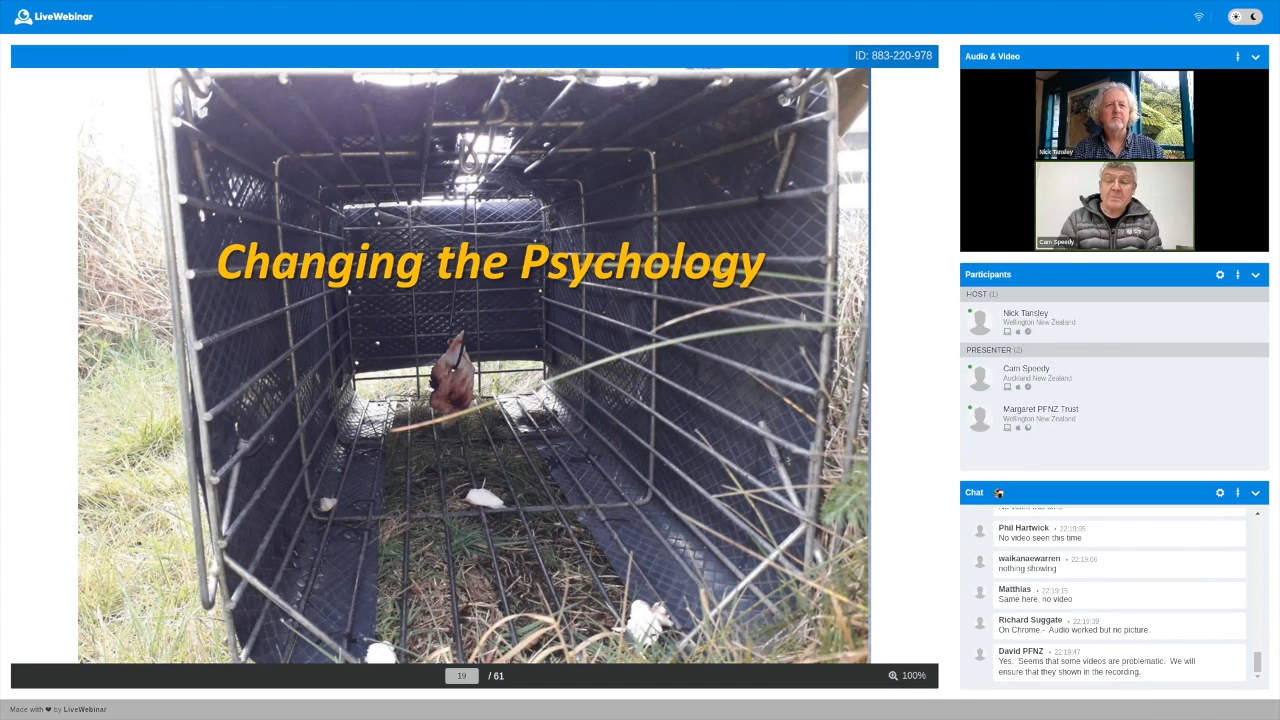 LiveWebinar
ID: 883-220-978
Changing the Psychology
19 / 61
100%
Audio & Video
Nick Tansley
Cam Speedy
Participants
HOST (1)
Nick Tansley
Wellington New Zealand
PRESENTER (2)
Cam Speedy
Auckland New Zealand
Margaret PFNZ Trust
Wellington New Zealand
Chat
Phil Hartwick • 22:19:05
No video seen this time
waikanaewarren • 22:19:06
nothing showing
Matthias • 22:19:15
Same here, no video
Richard Suggate • 22:19:39
On Chrome.- Audio worked but no picture.
David PFNZ • 22:19:47
Yes. Seems that some videos are problematic. We will
ensure that they shown in the recording.
Made with ❤ by LiveWebinar